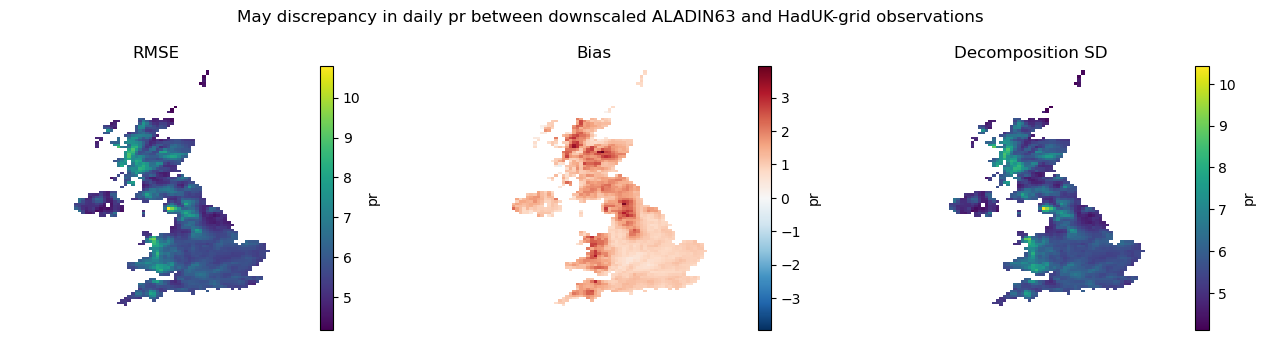 May discrepancy in daily pr between downscaled ALADIN63 and HadUK-grid observations
RMSE
10
9
8
7
6
5
pr
Bias
3
2
1
0
−1
−2
−3
pr
Decomposition SD
10
9
8
7
6
5
pr